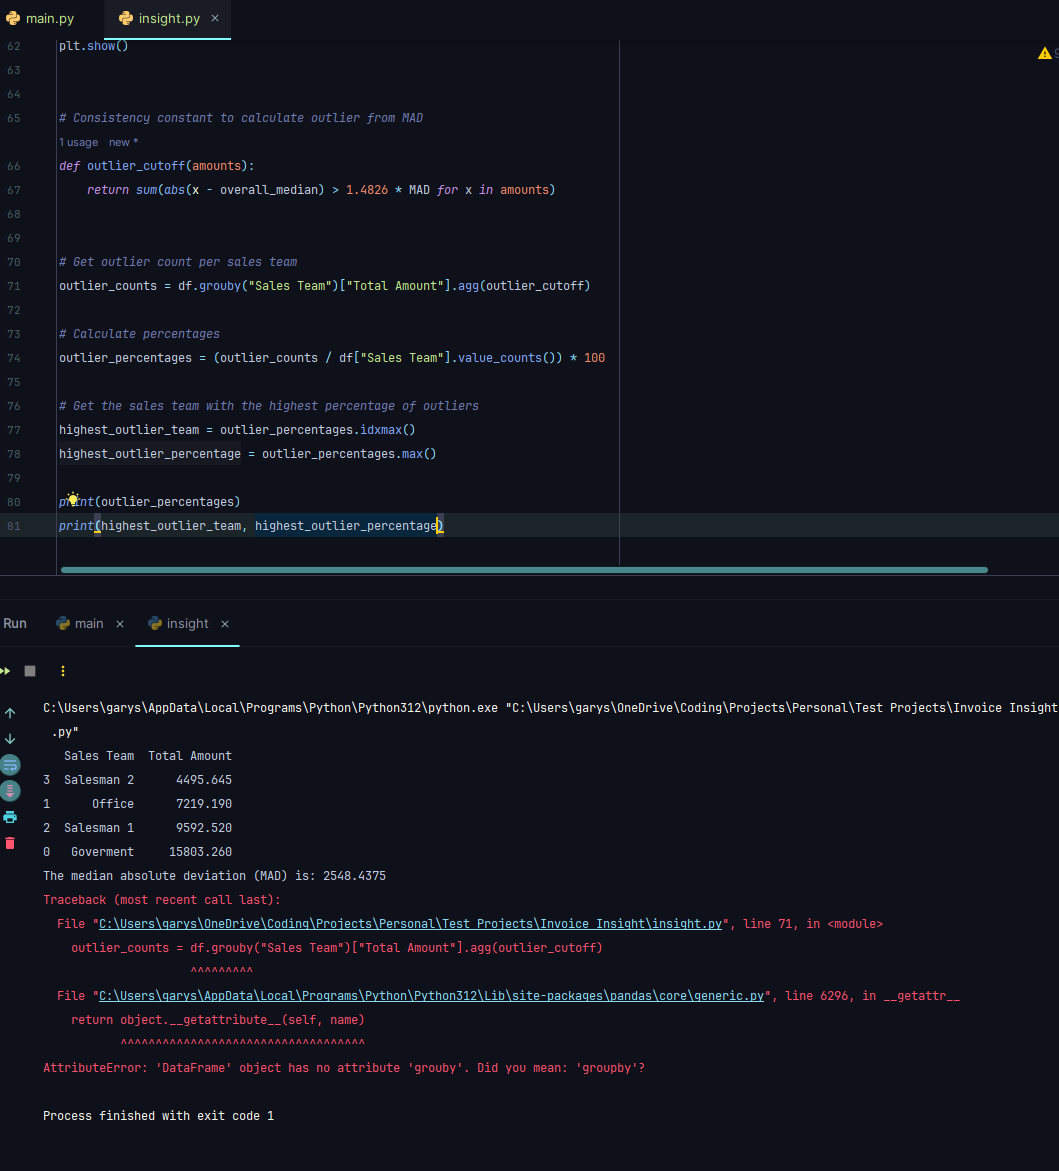 main.py
insight.py
62 plt.show()
63
64
65 # Consistency constant to calculate outlier from MAD
1 usage new *
66 def outlier_cutoff(amounts):
67 return sum(abs(x - overall_median) > 1.4826 * MAD for x in amounts)
68
69
70 # Get outlier count per sales team
71 outlier_counts = df.grouby("Sales Team")["Total Amount"].agg(outlier_cutoff)
72
73 # Calculate percentages
74 outlier_percentages = (outlier_counts / df["Sales Team"].value_counts()) * 100
75
76 # Get the sales team with the highest percentage of outliers
77 highest_outlier_team = outlier_percentages.idxmax()
78 highest_outlier_percentage = outlier_percentages.max()
79
80 print(outlier_percentages)
81 print(highest_outlier_team, highest_outlier_percentage)
Run main insight
C:\Users\garys\AppData\Local\Programs\Python\Python312\python.exe "C:\Users\garys\OneDrive\Coding\Projects\Personal\Test Projects\Invoice Insight
.py"
Sales Team Total Amount
3 Salesman 2 4495.645
1 Office 7219.190
2 Salesman 1 9592.520
0 Goverment 15803.260
The median absolute deviation (MAD) is: 2548.4375
Traceback (most recent call last):
File "C:\Users\garys\OneDrive\Coding\Projects\Personal\Test Projects\Invoice Insight\insight.py", line 71, in <module>
outlier_counts = df.grouby("Sales Team")["Total Amount"].agg(outlier_cutoff)
^^^^^^^^^
File "C:\Users\garys\AppData\Local\Programs\Python\Python312\Lib\site-packages\pandas\core\generic.py", line 6296, in __getattr__
return object.__getattribute__(self, name)
^^^^^^^^^^^^^^^^^^^^^^^^^^^^^^^^^^^
AttributeError: 'DataFrame' object has no attribute 'grouby'. Did you mean: 'groupby'?
Process finished with exit code 1